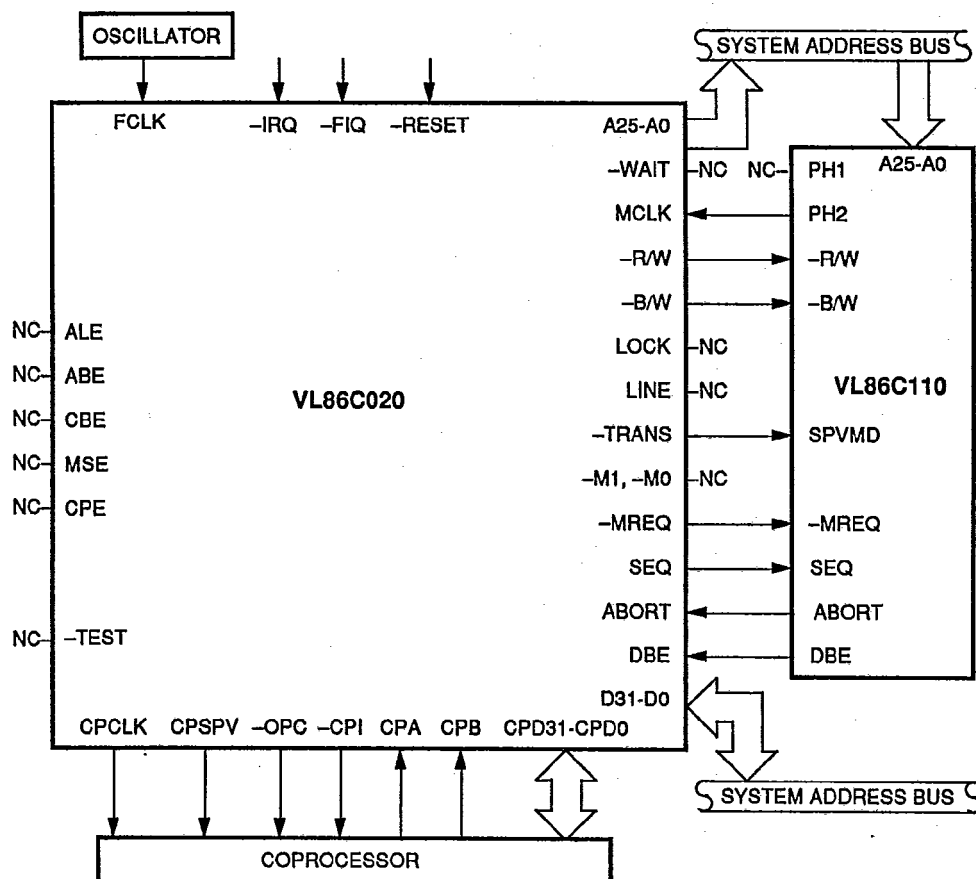 OSCILLATOR
SYSTEM ADDRESS BUS
FCLK –IRQ –FIQ –RESET A25-A0
A25-A0
–WAIT –NC NC– PH1
MCLK PH2
–R/W –R/W
–B/W –B/W
NC– ALE LOCK –NC
NC– ABE LINE –NC
VL86C020 VL86C110
NC– CBE
–TRANS SPVMD
NC– MSE
–M1, –M0 –NC
NC– CPE
–MREQ –MREQ
SEQ SEQ
ABORT ABORT
NC– –TEST
DBE DBE
D31-D0
CPCLK CPSPV –OPC –CPI CPA CPB CPD31-CPD0
SYSTEM ADDRESS BUS
COPROCESSOR